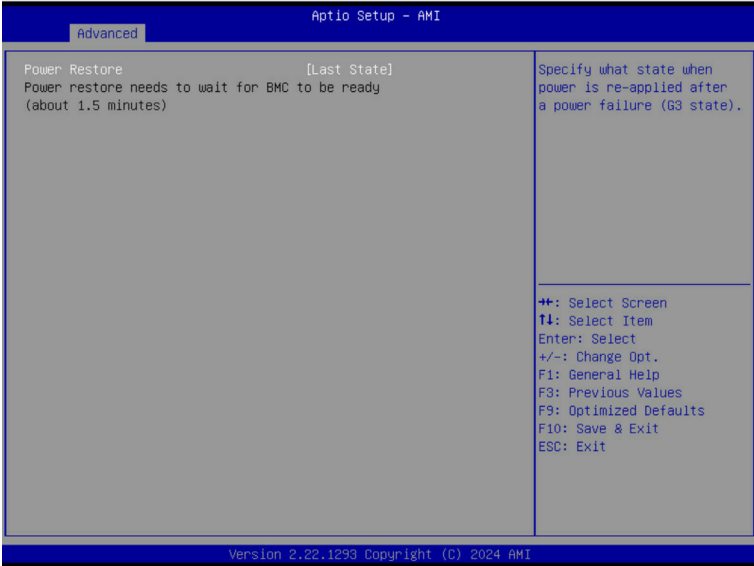 Aptio Setup – AMI
Advanced
Power Restore [Last State]
Power restore needs to wait for BMC to be ready
(about 1.5 minutes)
Specify what state when
power is re-applied after
a power failure (G3 state).
→←: Select Screen
↑↓: Select Item
Enter: Select
+/-: Change Opt.
F1: General Help
F3: Previous Values
F9: Optimized Defaults
F10: Save & Exit
ESC: Exit
Version 2.22.1293 Copyright (C) 2024 AMI